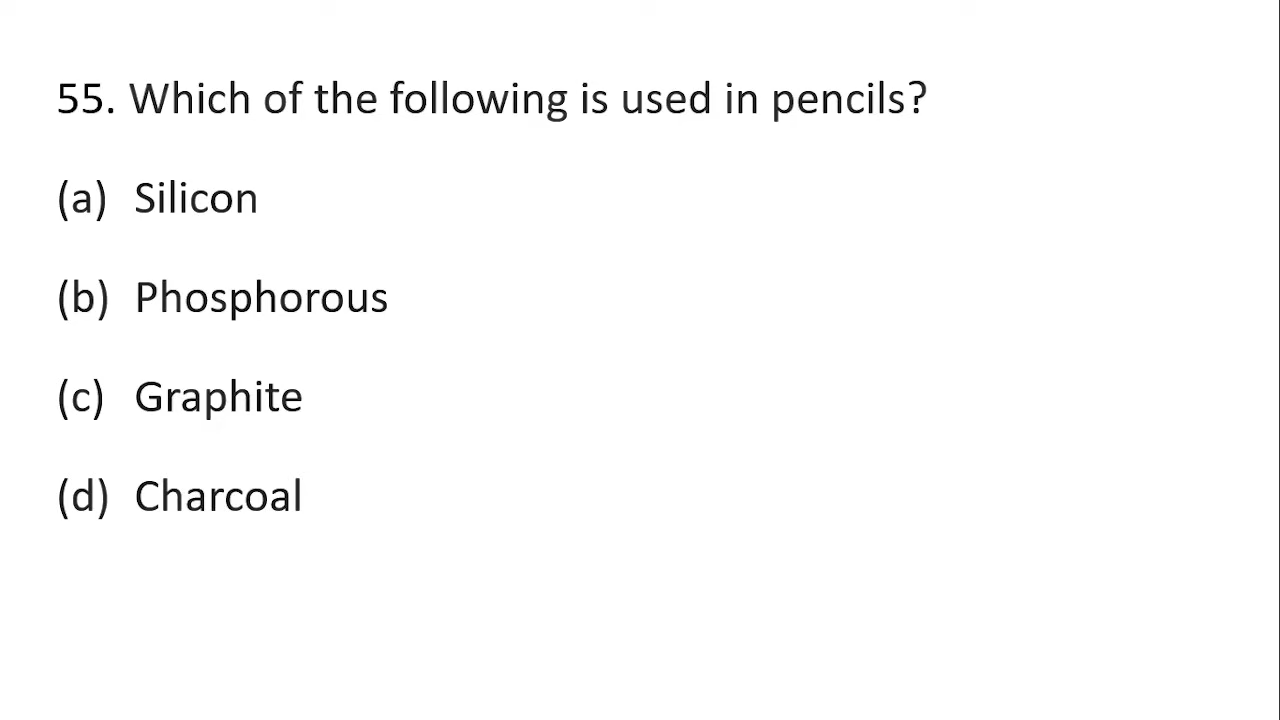 55. Which of the following is used in pencils?
(a) Silicon
(b) Phosphorous
(c) Graphite
(d) Charcoal